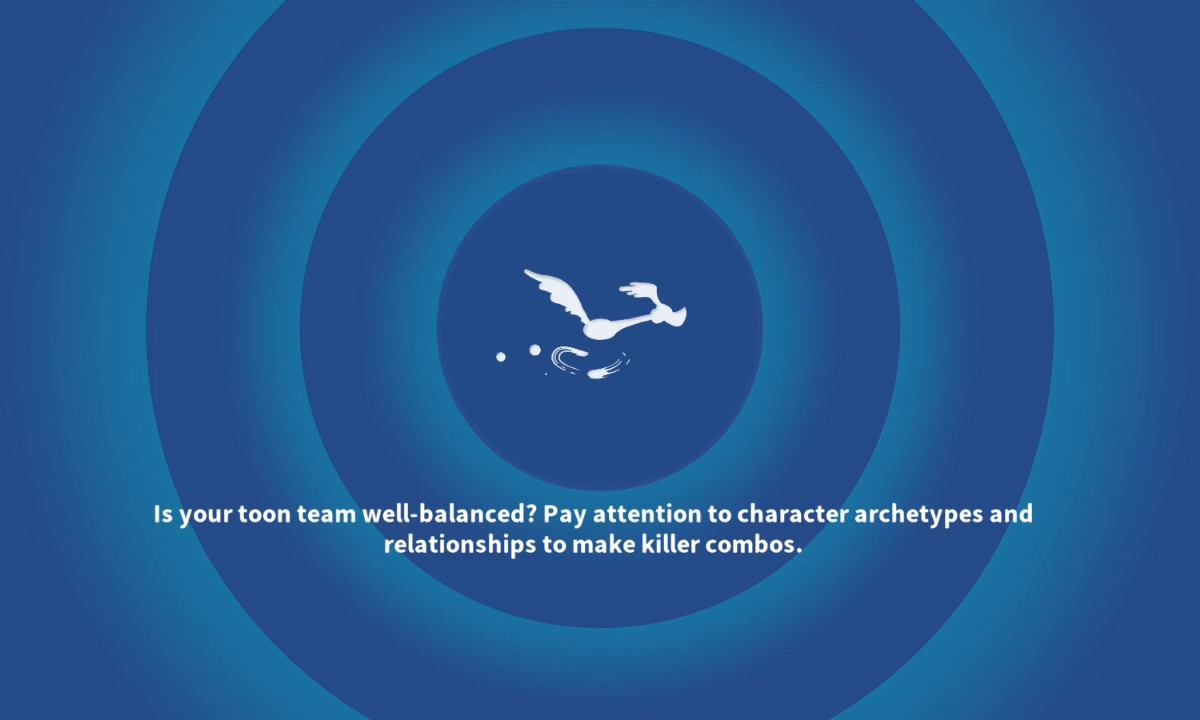 Is your toon team well-balanced? Pay attention to character archetypes and
relationships to make killer combos.